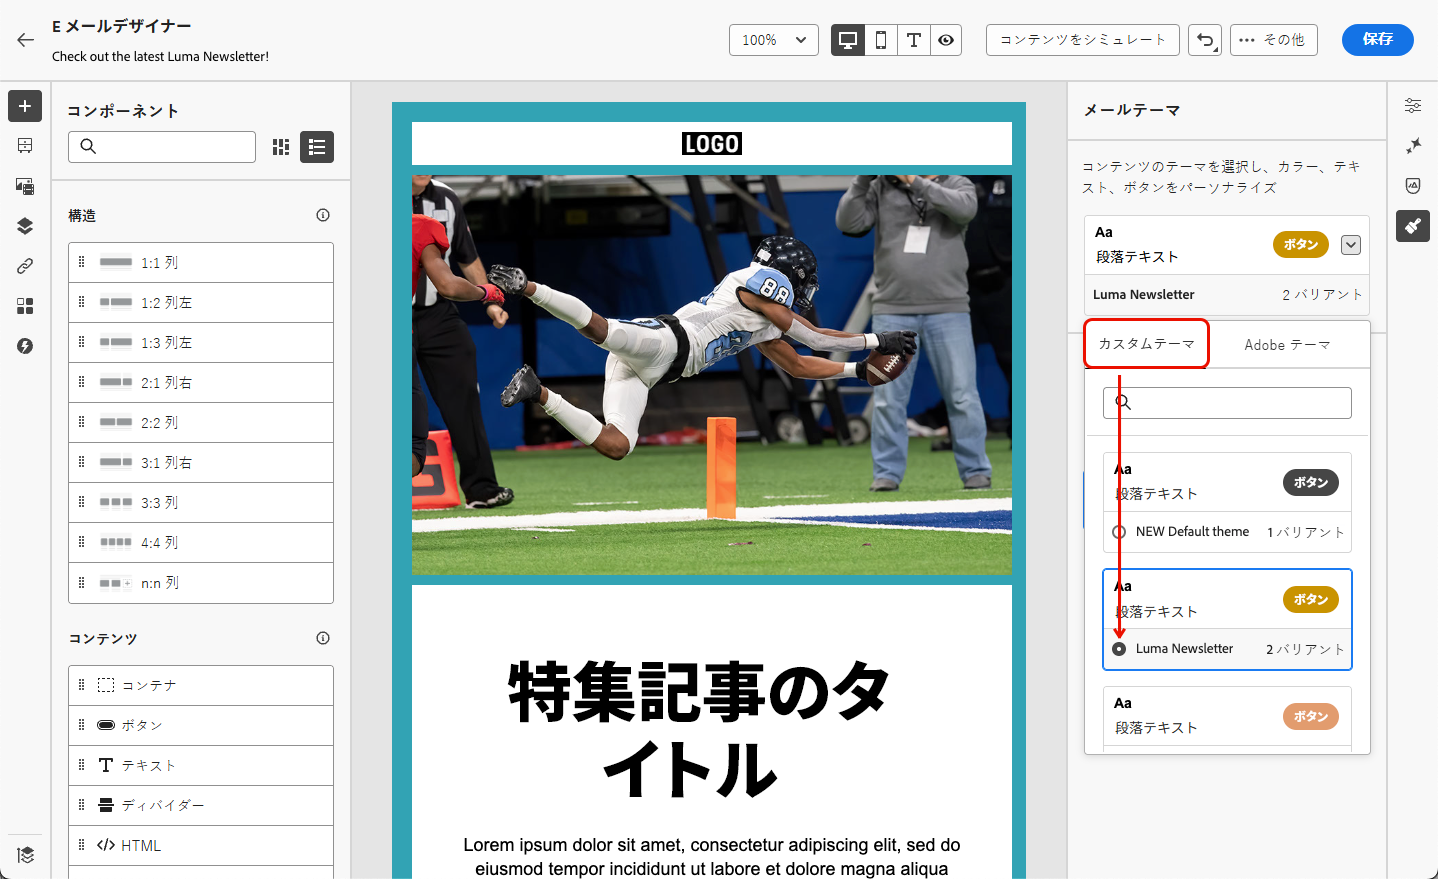 E メールデザイナー
Check out the latest Luma Newsletter!
100%
コンテンツをシミュレート
その他
保存
コンポーネント
構造
1:1 列
1:2 列左
1:3 列左
2:1 列右
2:2 列
3:1 列右
3:3 列
4:4 列
n:n 列
コンテンツ
コンテナ
ボタン
テキスト
ディバイダー
HTML
LOGO
88
特集記事のタ
イトル
Lorem ipsum dolor sit amet, consectetur adipiscing elit, sed do
eiusmod tempor incididunt ut labore et dolore magna aliqua
メールテーマ
コンテンツのテーマを選択し、カラー、テキ
スト、ボタンをパーソナライズ
Aa
段落テキスト
ボタン
Luma Newsletter
2 バリアント
カスタムテーマ
Adobe テーマ
Aa
段落テキスト
ボタン
NEW Default theme
1 バリアント
Aa
段落テキスト
ボタン
Luma Newsletter
2 バリアント
Aa
段落テキスト
ボタン